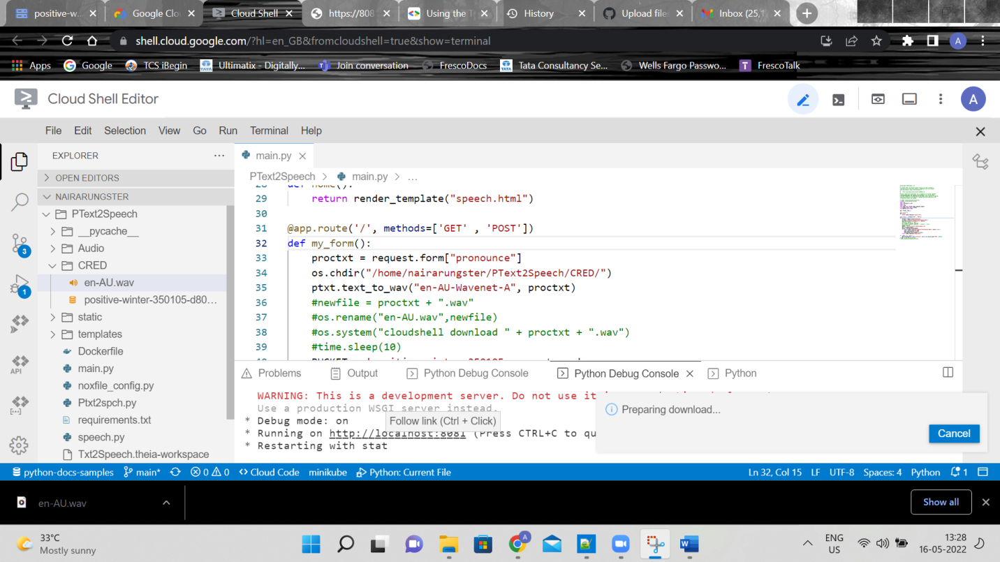 positive-w
Google Clo
Cloud Shell
https://808
Using the T
History
Upload file
Inbox (25,
shell.cloud.google.com/?hl=en_GB&fromcloudshell=true&show=terminal
A
Apps
Google
TCS iBegin
Ultimatix - Digitally...
Join conversation
FrescoDocs
Tata Consultancy Se...
Wells Fargo Passwo...
FrescoTalk
Cloud Shell Editor
A
File Edit Selection View Go Run Terminal Help
EXPLORER
main.py
OPEN EDITORS
PText2Speech > main.py > ...
NAIRARUNGSTER
PText2Speech
__pycache__
Audio
CRED
en-AU.wav
positive-winter-350105-d80...
static
templates
Dockerfile
main.py
noxfile_config.py
Ptxt2spch.py
requirements.txt
speech.py
Txt2Speech.theia-workspace
3
1
API
28 def home():
29 return render_template("speech.html")
30
31 @app.route('/', methods=['GET' , 'POST'])
32 def my_form():
33 proctxt = request.form["pronounce"]
34 os.chdir("/home/nairarungster/PText2Speech/CRED/")
35 ptxt.text_to_wav("en-AU-Wavenet-A", proctxt)
36 #newfile = proctxt + ".wav"
37 #os.rename("en-AU.wav",newfile)
38 #os.system("cloudshell download " + proctxt + ".wav")
39 #time.sleep(10)
Problems Output Python Debug Console Python Debug Console Python
WARNING: This is a development server. Do not use it
Use a production WSGI server instead.
* Debug mode: on
Follow link (Ctrl + Click)
* Running on http://localhost:8081 (Press CTRL+C to qu
* Restarting with stat
Preparing download...
Cancel
python-docs-samples main* 0 0 Cloud Code minikube Python: Current File Ln 32, Col 15 LF UTF-8 Spaces: 4 Python 1
en-AU.wav
Show all
33°C
Mostly sunny
A
ENG
US
13:28
16-05-2022